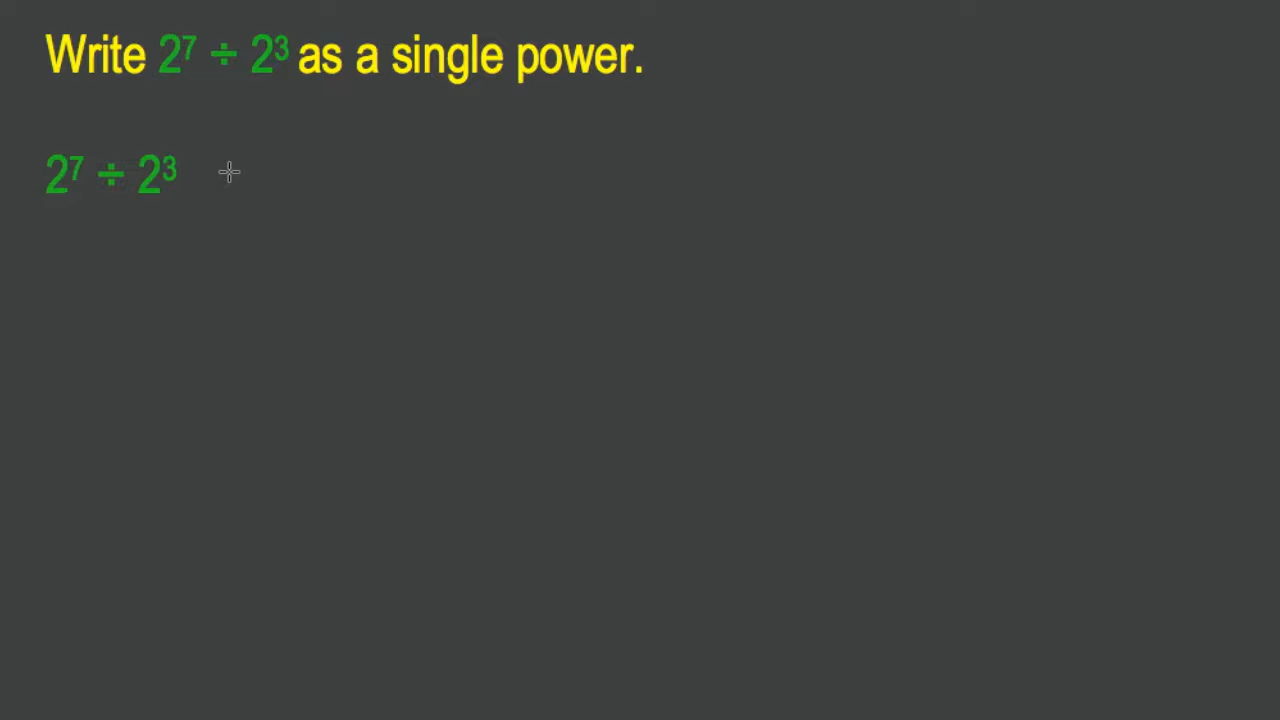 Write 2⁷ ÷ 2³ as a single power.
2⁷ ÷ 2³